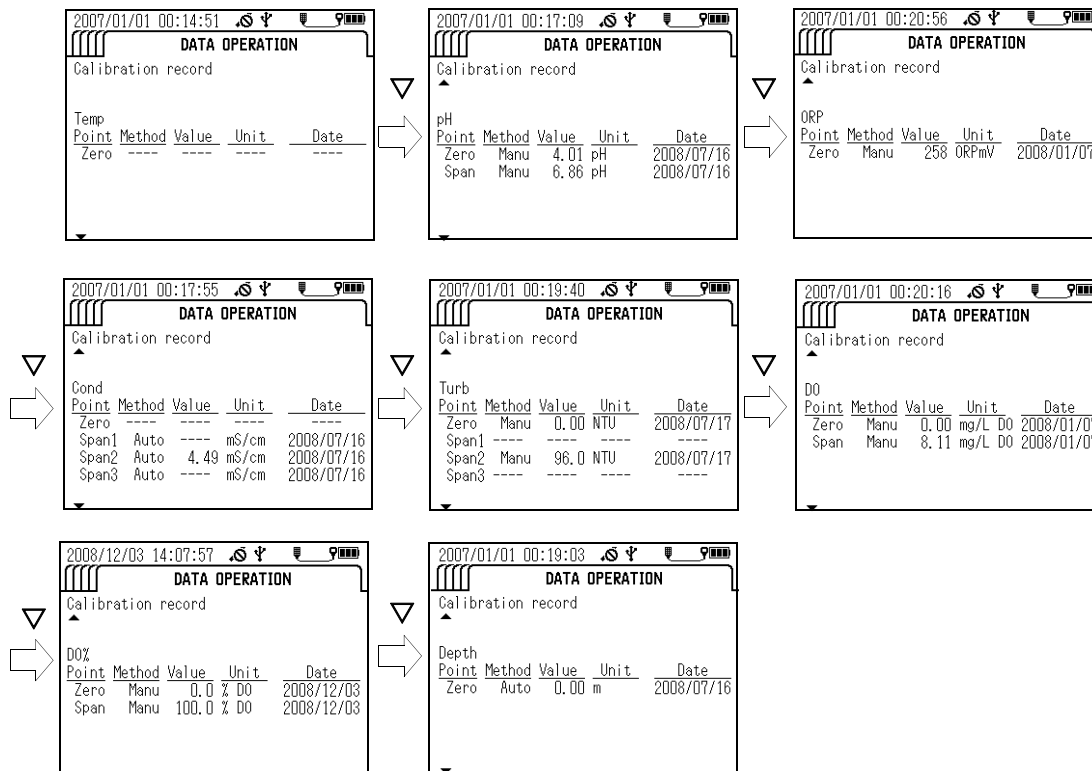 2007/01/01 00:14:51
DATA OPERATION
Calibration record
Temp
Point Method Value Unit Date
Zero ---- ---- ---- ----
2007/01/01 00:17:09
DATA OPERATION
Calibration record
pH
Point Method Value Unit Date
Zero Manu 4.01 pH 2008/07/16
Span Manu 6.86 pH 2008/07/16
2007/01/01 00:20:56
DATA OPERATION
Calibration record
ORP
Point Method Value Unit Date
Zero Manu 258 ORPmV 2008/01/07
2007/01/01 00:17:55
DATA OPERATION
Calibration record
Cond
Point Method Value Unit Date
Zero ---- ---- ---- ----
Span1 Auto ---- mS/cm 2008/07/16
Span2 Auto 4.49 mS/cm 2008/07/16
Span3 Auto ---- mS/cm 2008/07/16
2007/01/01 00:19:40
DATA OPERATION
Calibration record
Turb
Point Method Value Unit Date
Zero Manu 0.00 NTU 2008/07/17
Span1 ---- ---- ---- ----
Span2 Manu 96.0 NTU 2008/07/17
Span3 ---- ---- ---- ----
2007/01/01 00:20:16
DATA OPERATION
Calibration record
DO
Point Method Value Unit Date
Zero Manu 0.00 mg/L DO 2008/01/07
Span Manu 8.11 mg/L DO 2008/01/07
2008/12/03 14:07:57
DATA OPERATION
Calibration record
DO%
Point Method Value Unit Date
Zero Manu 0.0 % DO 2008/12/03
Span Manu 100.0 % DO 2008/12/03
2007/01/01 00:19:03
DATA OPERATION
Calibration record
Depth
Point Method Value Unit Date
Zero Auto 0.00 m 2008/07/16